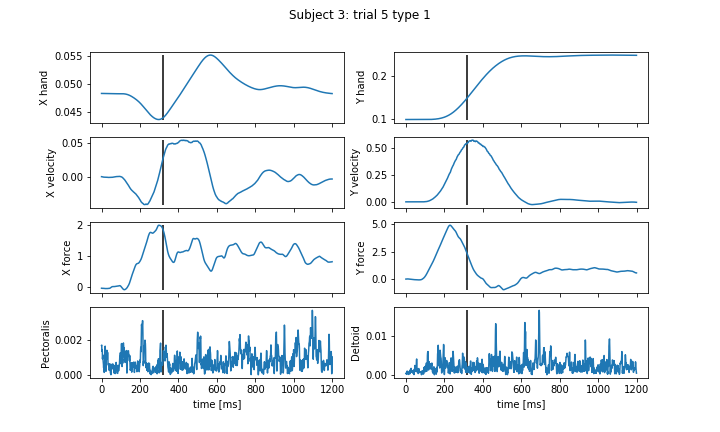 Subject 3: trial 5 type 1
X hand
0.055
0.050
0.045
Y hand
0.2
0.1
X velocity
0.05
0.00
Y velocity
0.50
0.25
0.00
X force
2
1
0
Y force
5.0
2.5
0.0
Pectoralis
0.002
0.000
0 200 400 600 800 1000 1200
time [ms]
Deltoid
0.01
0.00
0 200 400 600 800 1000 1200
time [ms]